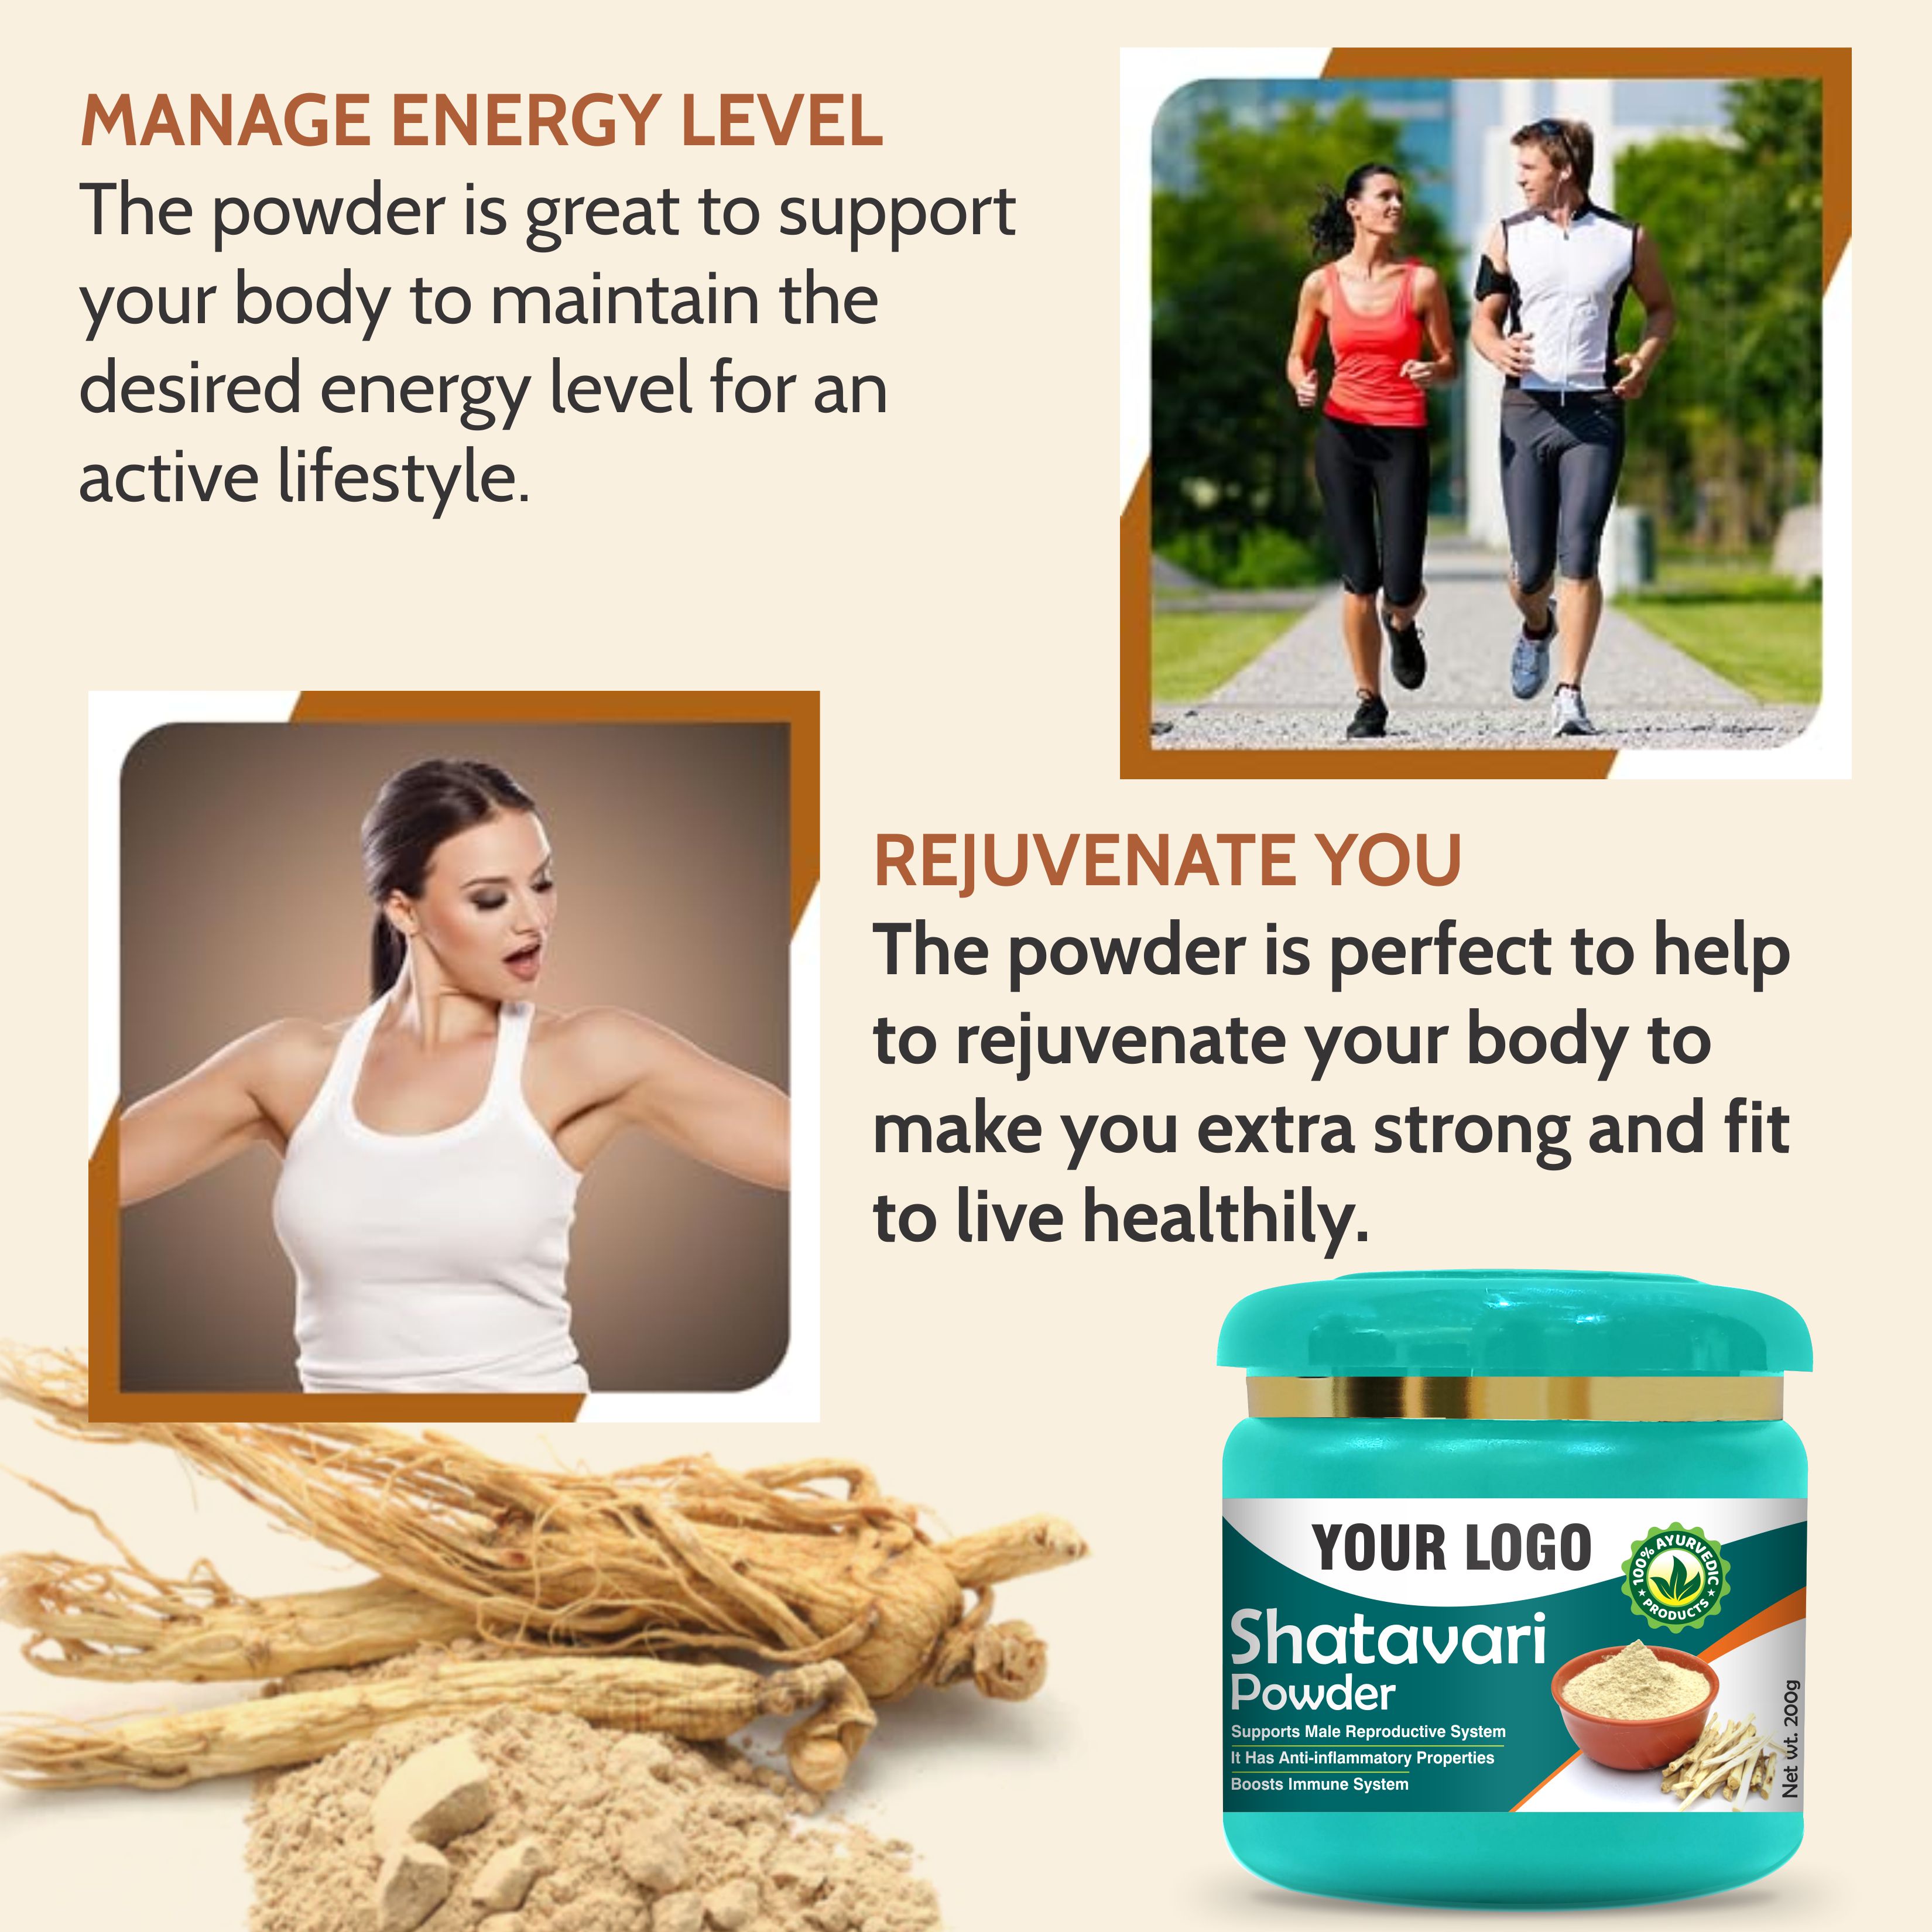 MANAGE ENERGY LEVEL
The powder is great to support
your body to maintain the
desired energy level for an
active lifestyle.
REJUVENATE YOU
The powder is perfect to help
to rejuvenate your body to
make you extra strong and fit
to live healthily.
YOUR LOGO
100% AYURVEDIC
PRODUCTS
Shatavari
Powder
Supports Male Reproductive System
It Has Anti-inflammatory Properties
Boosts Immune System
Net wt. 200g